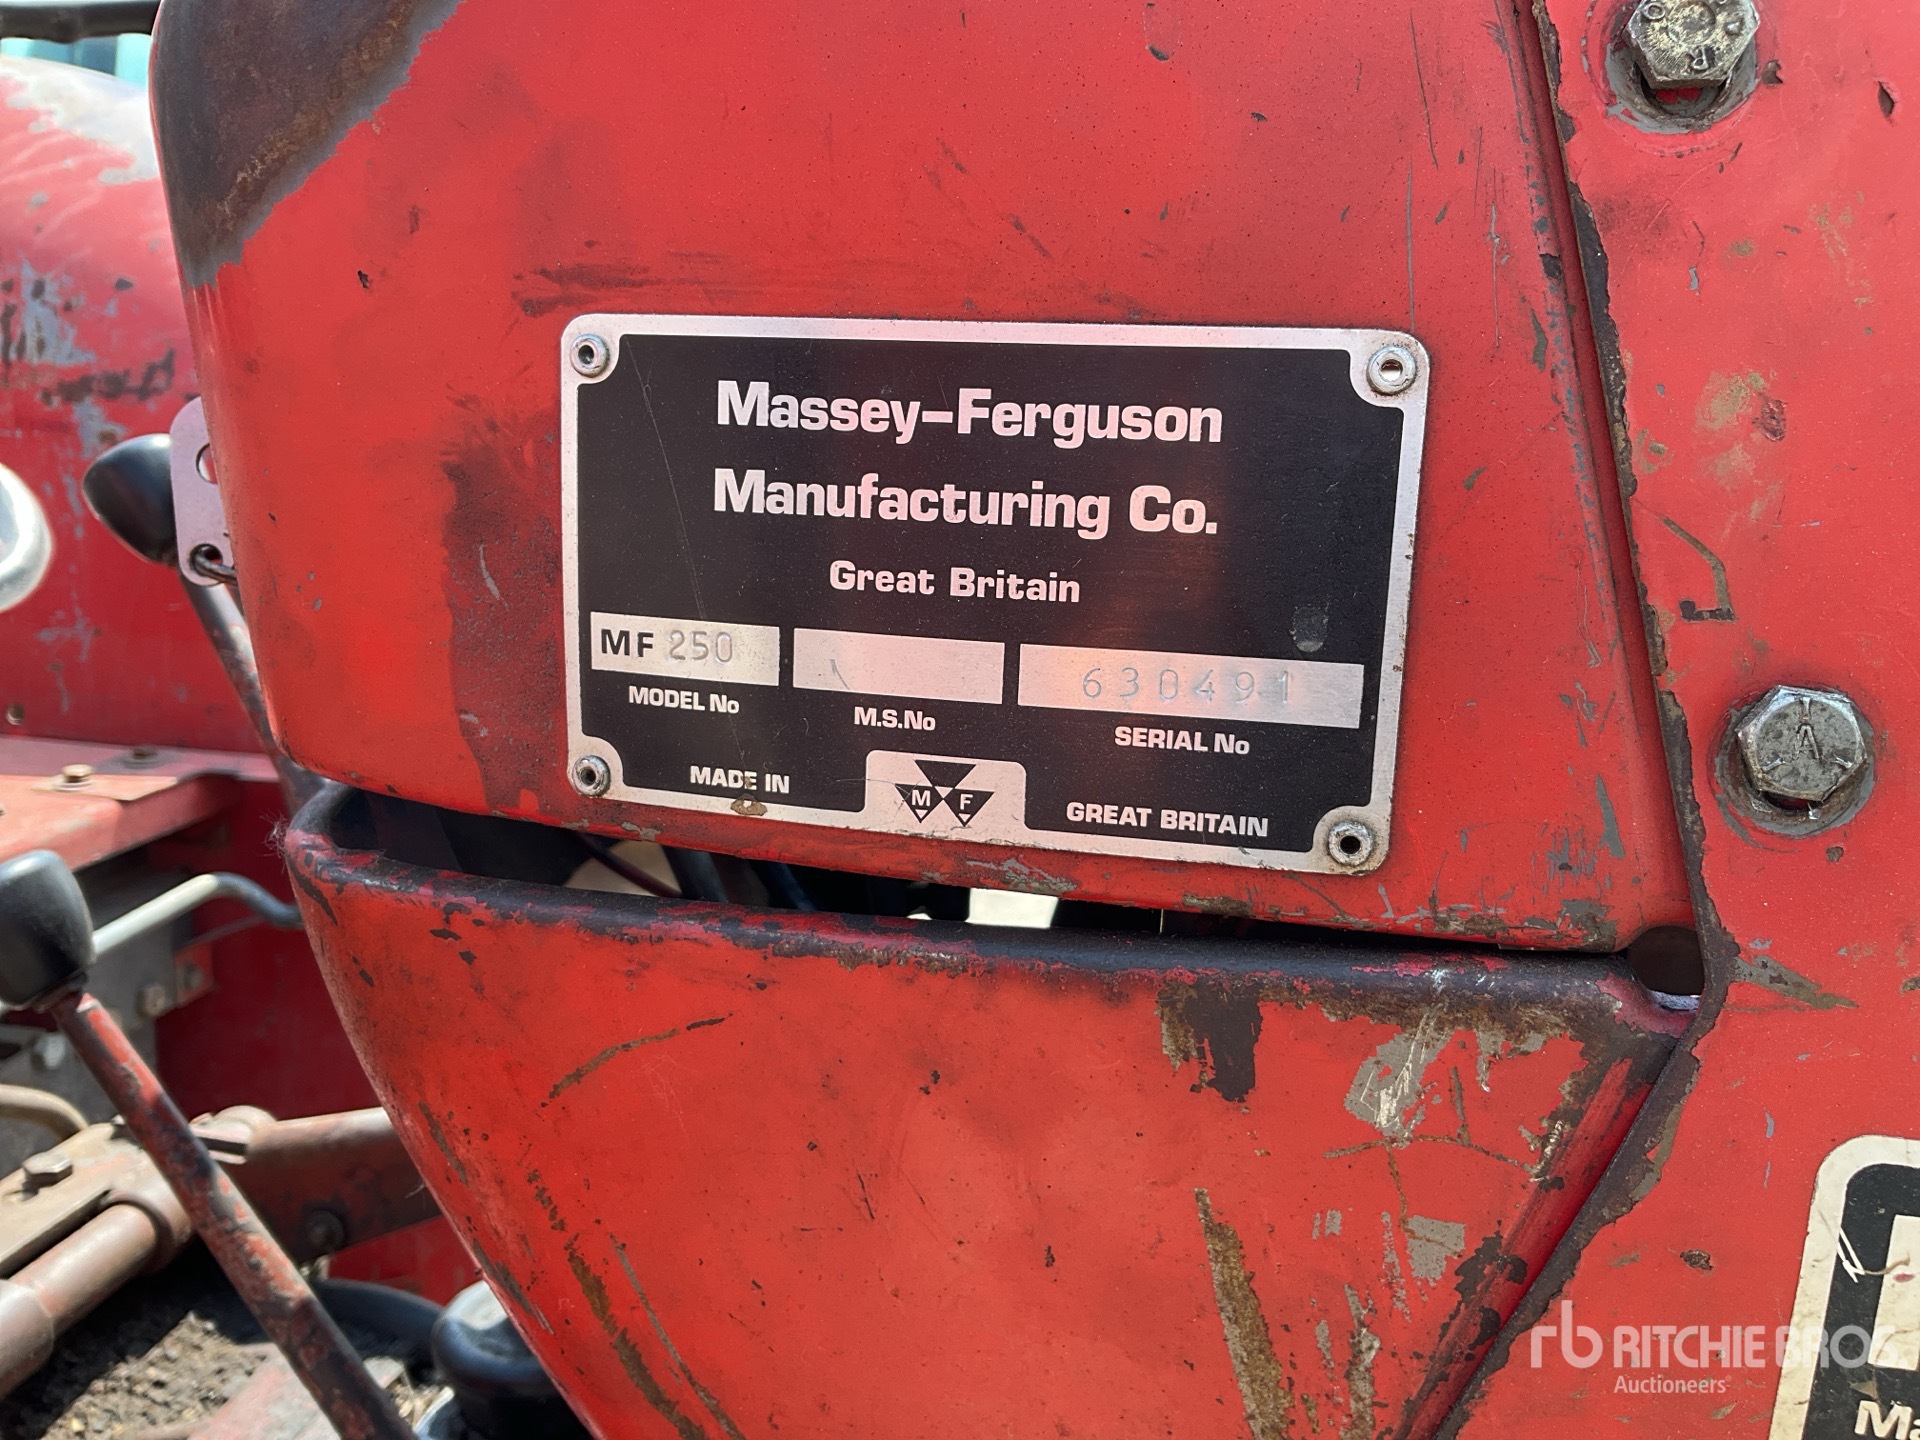 Massey-Ferguson
Manufacturing Co.
Great Britain
MF 250
630491
MODEL No
M.S.No
SERIAL No
MADE IN
M F
GREAT BRITAIN
A
rb RITCHIE BROS
Auctioneers